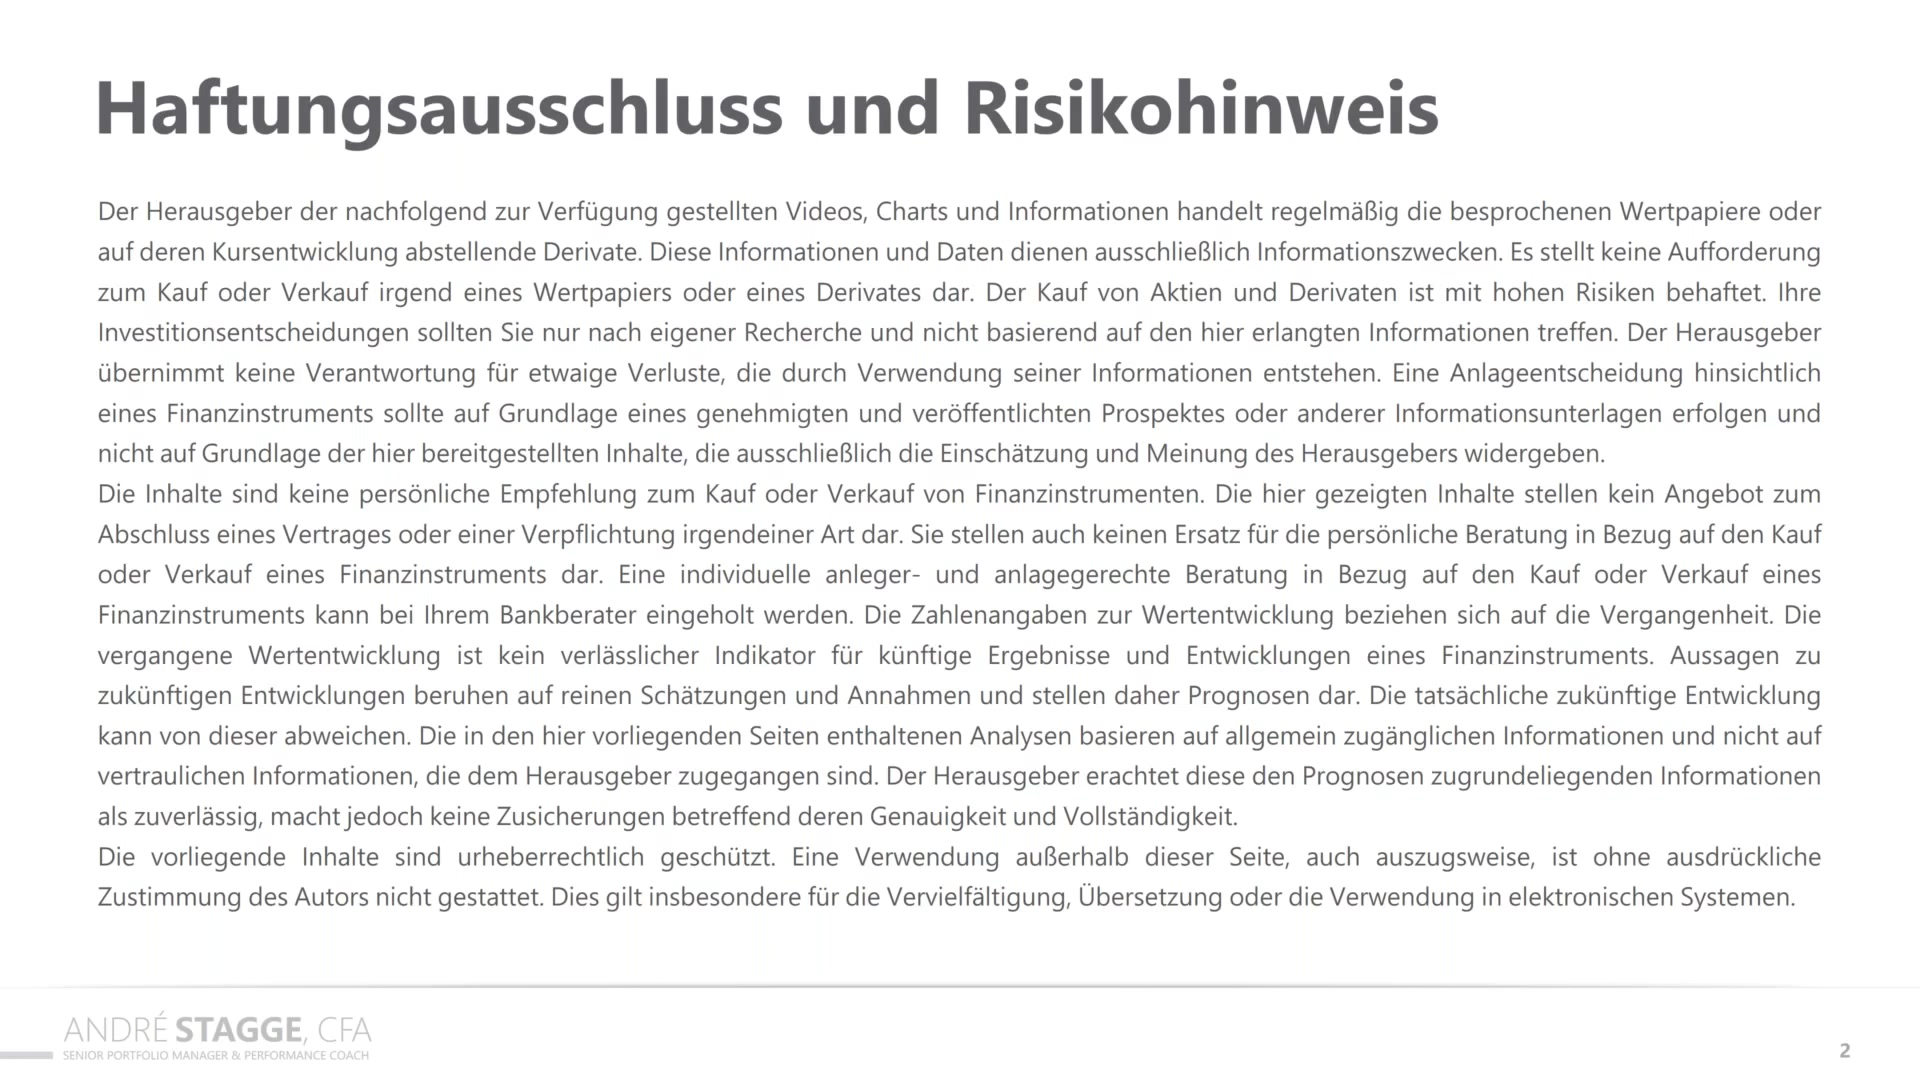 Haftungsausschluss und Risikohinweis
Der Herausgeber der nachfolgend zur Verfügung gestellten Videos, Charts und Informationen handelt regelmäßig die besprochenen Wertpapiere oder
auf deren Kursentwicklung abstellende Derivate. Diese Informationen und Daten dienen ausschließlich Informationszwecken. Es stellt keine Aufforderung
zum Kauf oder Verkauf irgend eines Wertpapiers oder eines Derivates dar. Der Kauf von Aktien und Derivaten ist mit hohen Risiken behaftet. Ihre
Investitionsentscheidungen sollten Sie nur nach eigener Recherche und nicht basierend auf den hier erlangten Informationen treffen. Der Herausgeber
übernimmt keine Verantwortung für etwaige Verluste, die durch Verwendung seiner Informationen entstehen. Eine Anlageentscheidung hinsichtlich
eines Finanzinstruments sollte auf Grundlage eines genehmigten und veröffentlichten Prospektes oder anderer Informationsunterlagen erfolgen und
nicht auf Grundlage der hier bereitgestellten Inhalte, die ausschließlich die Einschätzung und Meinung des Herausgebers widergeben.
Die Inhalte sind keine persönliche Empfehlung zum Kauf oder Verkauf von Finanzinstrumenten. Die hier gezeigten Inhalte stellen kein Angebot zum
Abschluss eines Vertrages oder einer Verpflichtung irgendeiner Art dar. Sie stellen auch keinen Ersatz für die persönliche Beratung in Bezug auf den Kauf
oder Verkauf eines Finanzinstruments dar. Eine individuelle anleger- und anlagegerechte Beratung in Bezug auf den Kauf oder Verkauf eines
Finanzinstruments kann bei Ihrem Bankberater eingeholt werden. Die Zahlenangaben zur Wertentwicklung beziehen sich auf die Vergangenheit. Die
vergangene Wertentwicklung ist kein verlässlicher Indikator für künftige Ergebnisse und Entwicklungen eines Finanzinstruments. Aussagen zu
zukünftigen Entwicklungen beruhen auf reinen Schätzungen und Annahmen und stellen daher Prognosen dar. Die tatsächliche zukünftige Entwicklung
kann von dieser abweichen. Die in den hier vorliegenden Seiten enthaltenen Analysen basieren auf allgemein zugänglichen Informationen und nicht auf
vertraulichen Informationen, die dem Herausgeber zugegangen sind. Der Herausgeber erachtet diese den Prognosen zugrundeliegenden Informationen
als zuverlässig, macht jedoch keine Zusicherungen betreffend deren Genauigkeit und Vollständigkeit.
Die vorliegende Inhalte sind urheberrechtlich geschützt. Eine Verwendung außerhalb dieser Seite, auch auszugsweise, ist ohne ausdrückliche
Zustimmung des Autors nicht gestattet. Dies gilt insbesondere für die Vervielfältigung, Übersetzung oder die Verwendung in elektronischen Systemen.
ANDRÉ STAGGE, CFA
SENIOR PORTFOLIO MANAGER & PERFORMANCE COACH
2